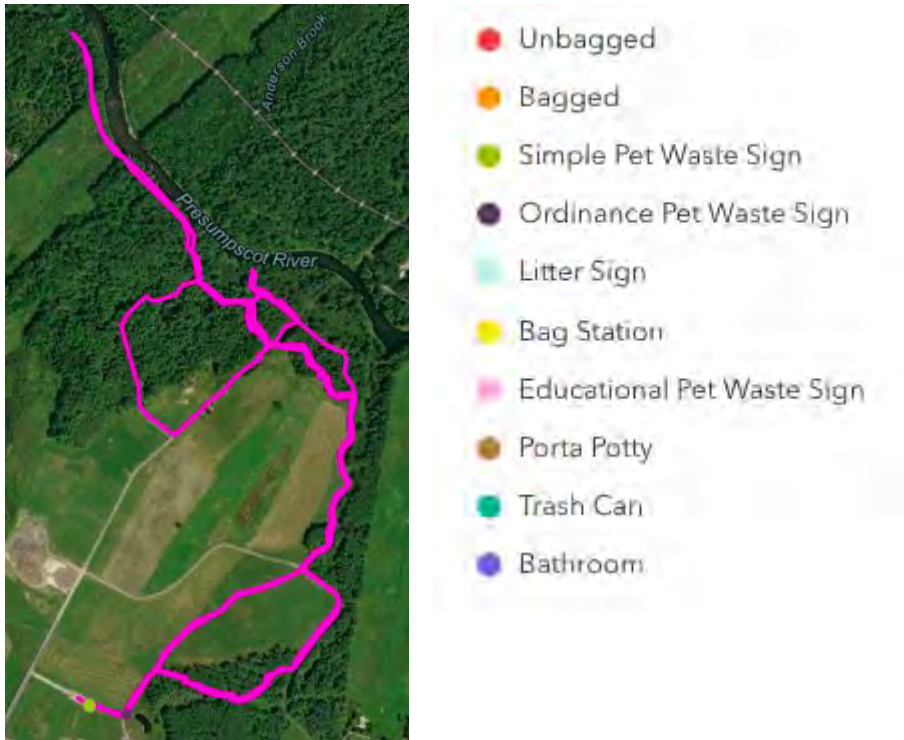 Anderson Brook
Presumpscot River
Unbagged
Bagged
Simple Pet Waste Sign
Ordinance Pet Waste Sign
Litter Sign
Bag Station
Educational Pet Waste Sign
Porta Potty
Trash Can
Bathroom